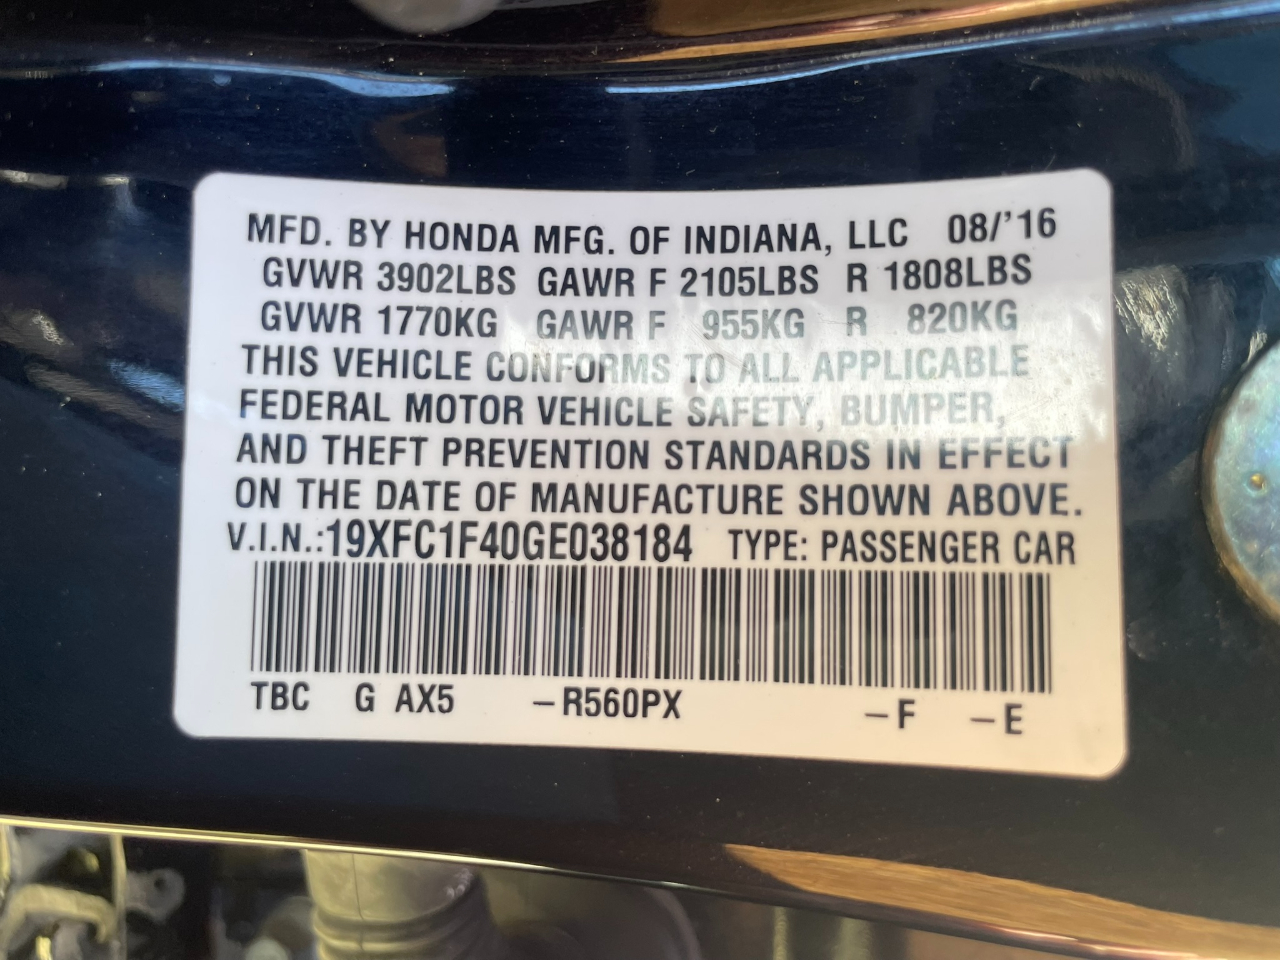 MFD. BY HONDA MFG. OF INDIANA, LLC 08/'16
GVWR 3902LBS GAWR F 2105LBS R 1808LBS
GVWR 1770KG GAWR F 955KG R 820KG
THIS VEHICLE CONFORMS TO ALL APPLICABLE
FEDERAL MOTOR VEHICLE SAFETY, BUMPER,
AND THEFT PREVENTION STANDARDS IN EFFECT
ON THE DATE OF MANUFACTURE SHOWN ABOVE.
V.I.N.:19XFC1F40GE038184 TYPE: PASSENGER CAR
TBC G AX5 –R560PX –F –E